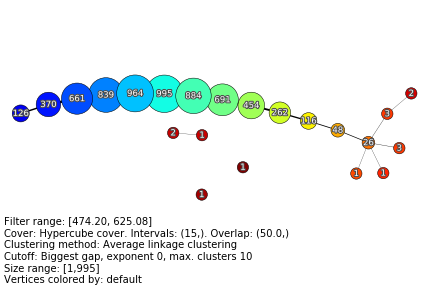 2
126 370 661 839 964 995 884 691 454 262 116 48 26 3 3
2 1
1 1 1
1
Filter range: [474.20, 625.08]
Cover: Hypercube cover. Intervals: (15,). Overlap: (50.0,)
Clustering method: Average linkage clustering
Cutoff: Biggest gap, exponent 0, max. clusters 10
Size range: [1,995]
Vertices colored by: default